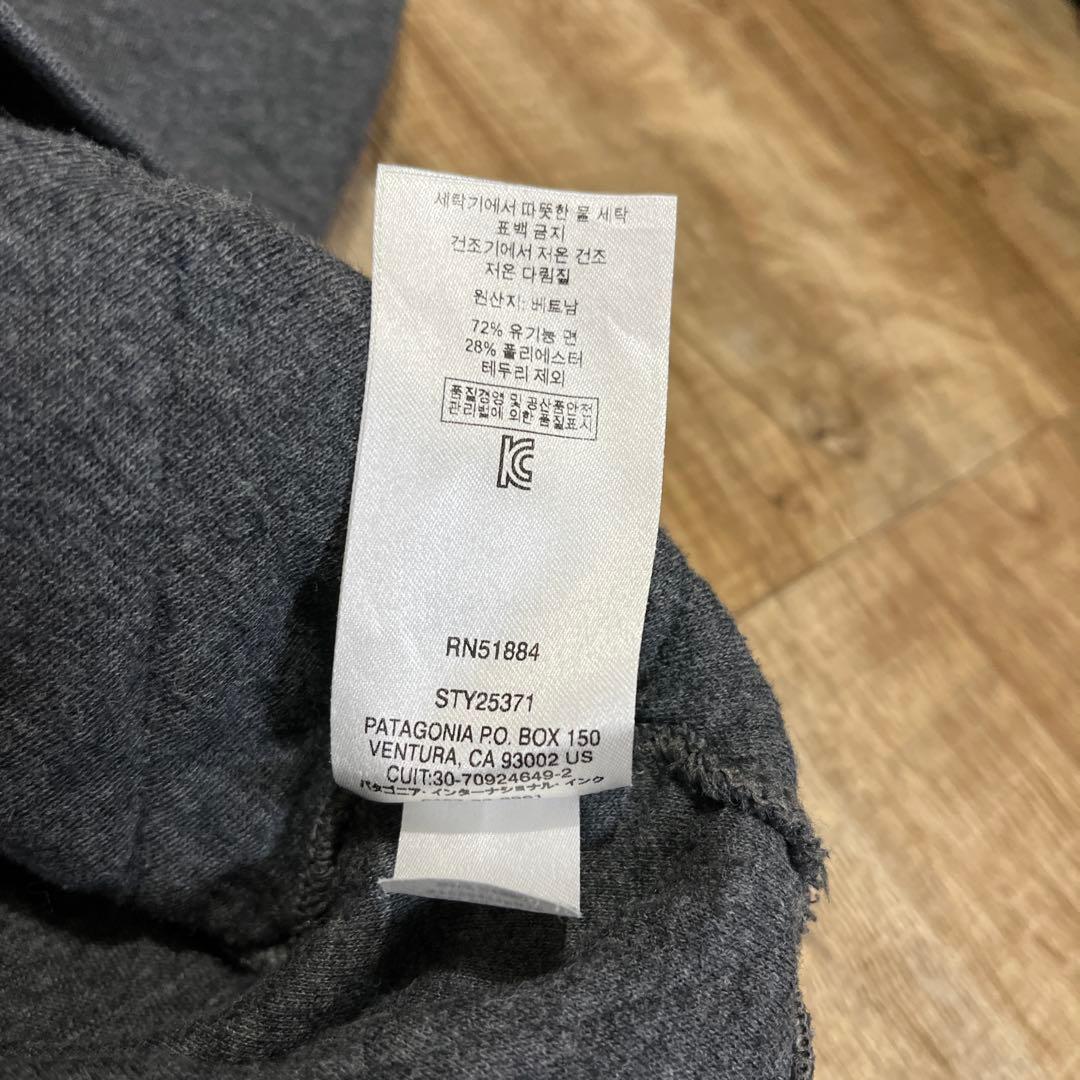 세탁기에서 따뜻한 물 세탁
표백 금지
건조기에서 저온 건조
저온 다림질
원산지: 베트남
72% 유기농 면
28% 폴리에스터
테두리 제외
품질경영 및 공산품안전
관리법에 의한 품질표시
KC
RN51884
STY25371
PATAGONIA P.O. BOX 150
VENTURA, CA 93002 US
CUIT:30-70924649-2
パタゴニア・インターナショナル・インク